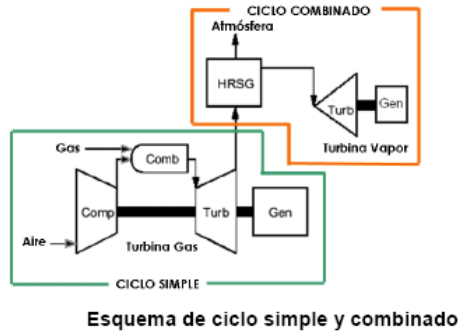 CICLO COMBINADO
Atmósfera
HRSG
Turb
Gen
Turbina Vapor
Gas
Comb
Comp
Turb
Gen
Aire
Turbina Gas
CICLO SIMPLE
Esquema de ciclo simple y combinado